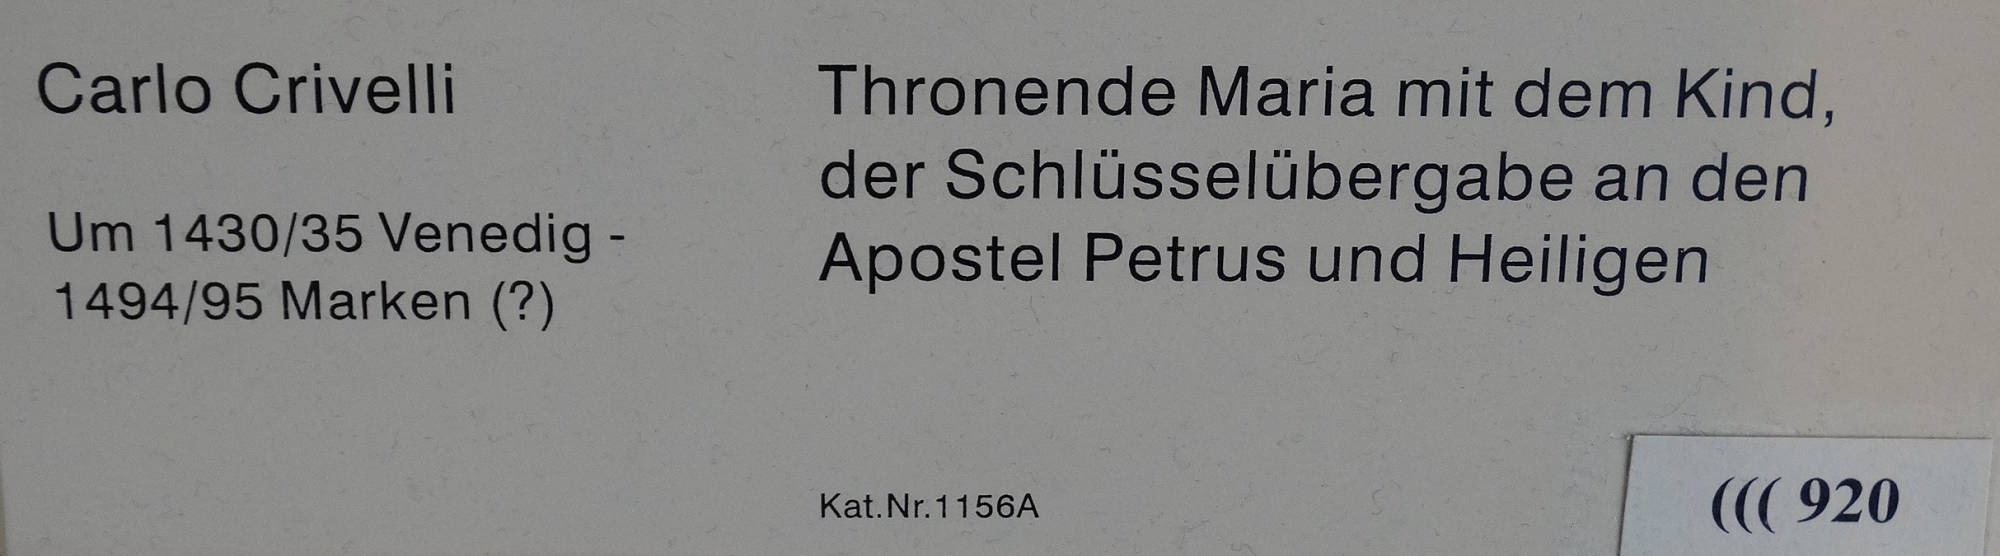 Carlo Crivelli
Um 1430/35 Venedig -
1494/95 Marken (?)
Thronende Maria mit dem Kind,
der Schlüsselübergabe an den
Apostel Petrus und Heiligen
Kat.Nr.1156A
((( 920